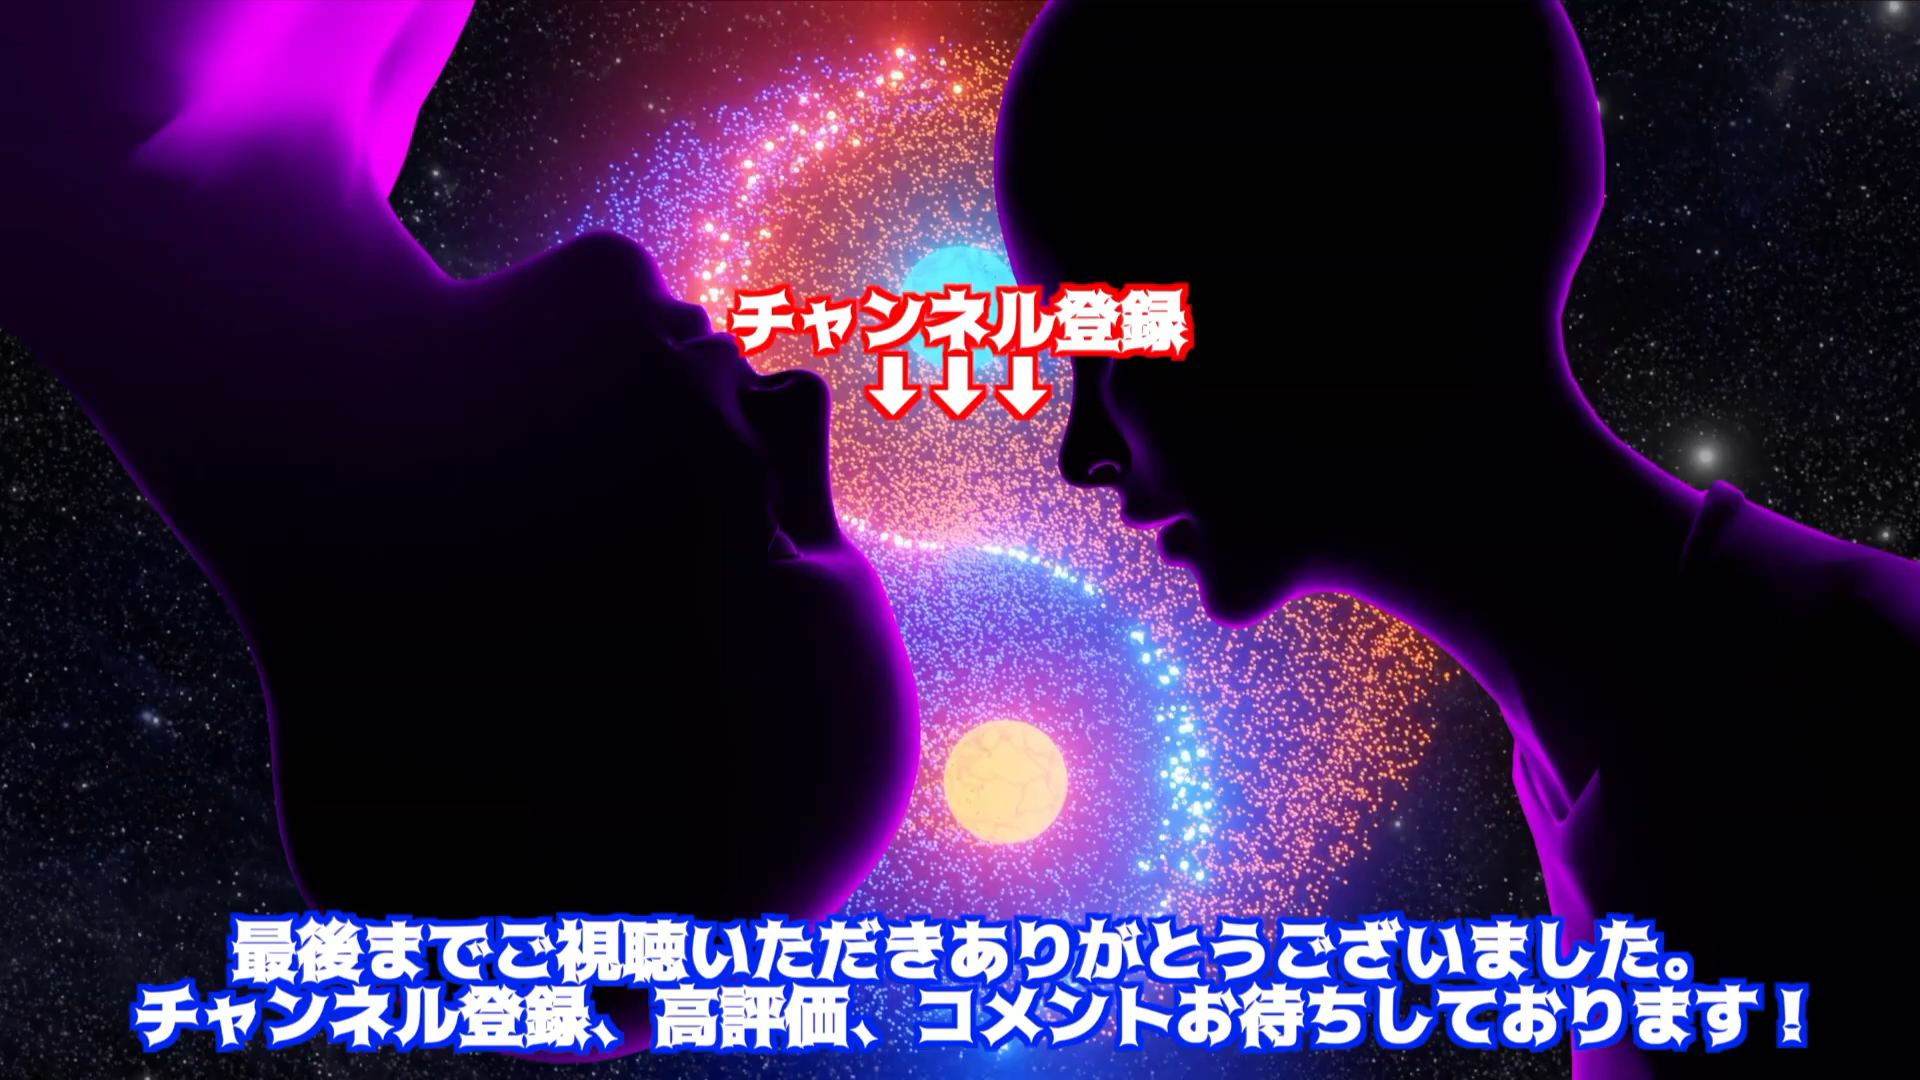 チャンネル登録
↓↓↓
最後までご視聴いただきありがとうございました。
チャンネル登録、高評価、コメントお待ちしております！